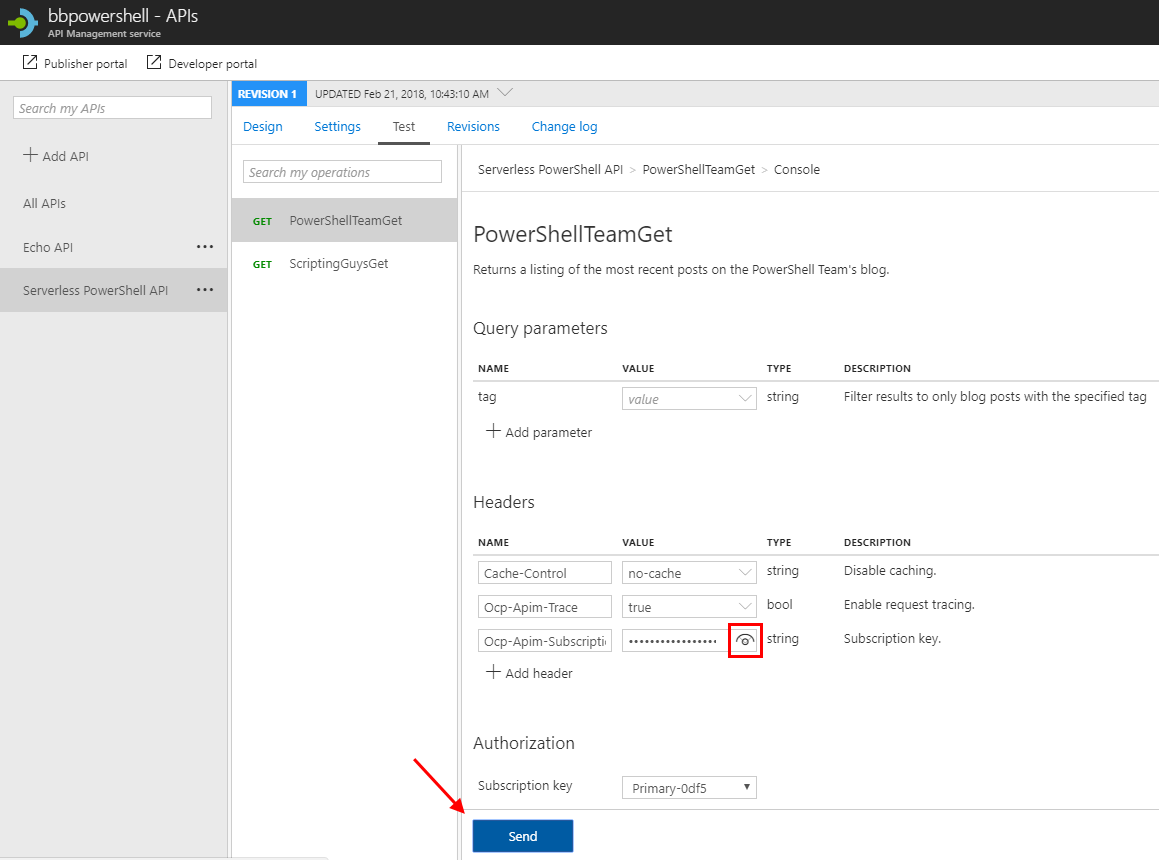 bbpowershell - APIs
API Management service
Publisher portal
Developer portal
Search my APIs
Add API
All APIs
Echo API
Serverless PowerShell API
REVISION 1 UPDATED Feb 21, 2018, 10:43:10 AM
Design Settings Test Revisions Change log
Search my operations
GET PowerShellTeamGet
GET ScriptingGuysGet
Serverless PowerShell API > PowerShellTeamGet > Console
PowerShellTeamGet
Returns a listing of the most recent posts on the PowerShell Team's blog.
Query parameters
NAME VALUE TYPE DESCRIPTION
tag value string Filter results to only blog posts with the specified tag
Add parameter
Headers
NAME VALUE TYPE DESCRIPTION
Cache-Control no-cache string Disable caching.
Ocp-Apim-Trace true bool Enable request tracing.
Ocp-Apim-Subscripti ••••••••••••••••• string Subscription key.
Add header
Authorization
Subscription key Primary-0df5
Send